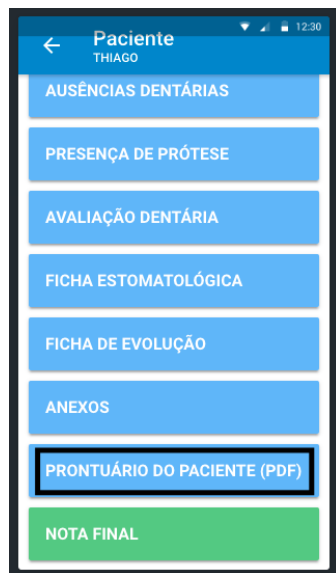 12:30
Paciente
THIAGO
AUSÊNCIAS DENTÁRIAS
PRESENÇA DE PRÓTESE
AVALIAÇÃO DENTÁRIA
FICHA ESTOMATOLÓGICA
FICHA DE EVOLUÇÃO
ANEXOS
PRONTUÁRIO DO PACIENTE (PDF)
NOTA FINAL